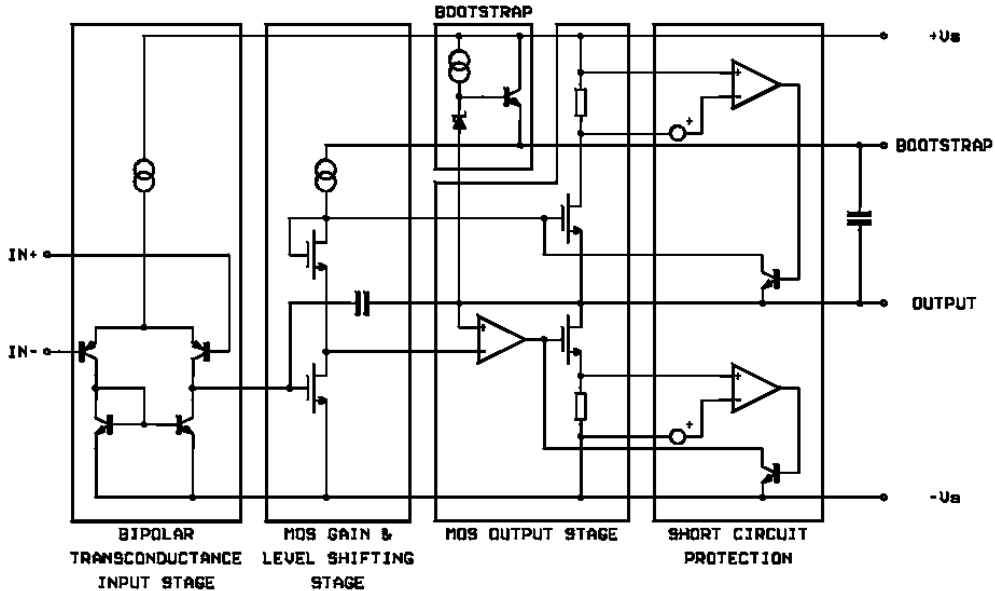 BOOTSTRAP
+Vs
+
-
+
BOOTSTRAP
IN+
OUTPUT
IN-
+
-
+
-
+
-Vs
BIPOLAR
TRANSCONDUCTANCE
INPUT STAGE
MOS GAIN &
LEVEL SHIFTING
STAGE
MOS OUTPUT STAGE
SHORT CIRCUIT
PROTECTION